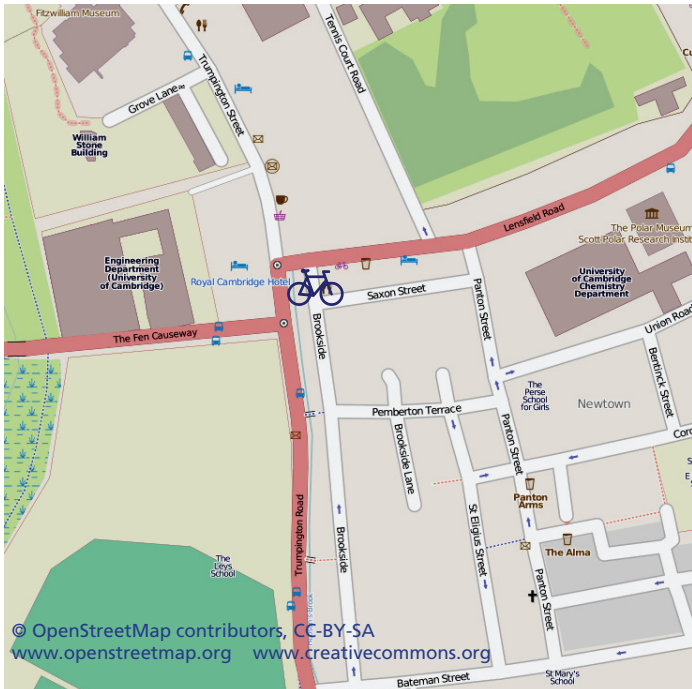 Fitzwilliam Museum
Trumpington Street
Tennis Court Road
Grove Lane
William
Stone
Building
Lensfield Road
The Polar Museum
Scott Polar Research Instit
Engineering
Department
(University
of Cambridge)
Royal Cambridge Hotel
University
of Cambridge
Chemistry
Department
Saxon Street
Panton Street
Union Road
The Fen Causeway
Brookside
Bentinck Street
The
Perse
School
for Girls
Newtown
Pemberton Terrace
Brookside Lane
Panton Street
Panton
Arms
St Eligius Street
Trumpington Road
Brookside
The Alma
The
Leys
School
Panton Street
© OpenStreetMap contributors, CC-BY-SA
www.openstreetmap.org www.creativecommons.org
Bateman Street
St Mary's
School